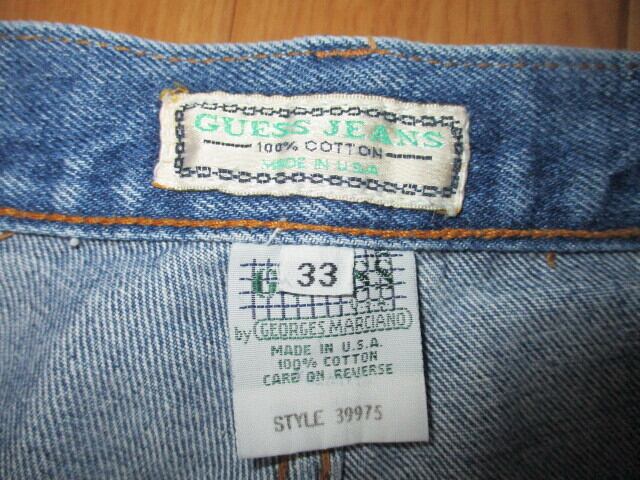 GUESS JEANS
100% COTTON
MADE IN U.S.A
33
by GEORGES MARCIANO
MADE IN U.S.A.
100% COTTON
CARE ON REVERSE
STYLE 39975